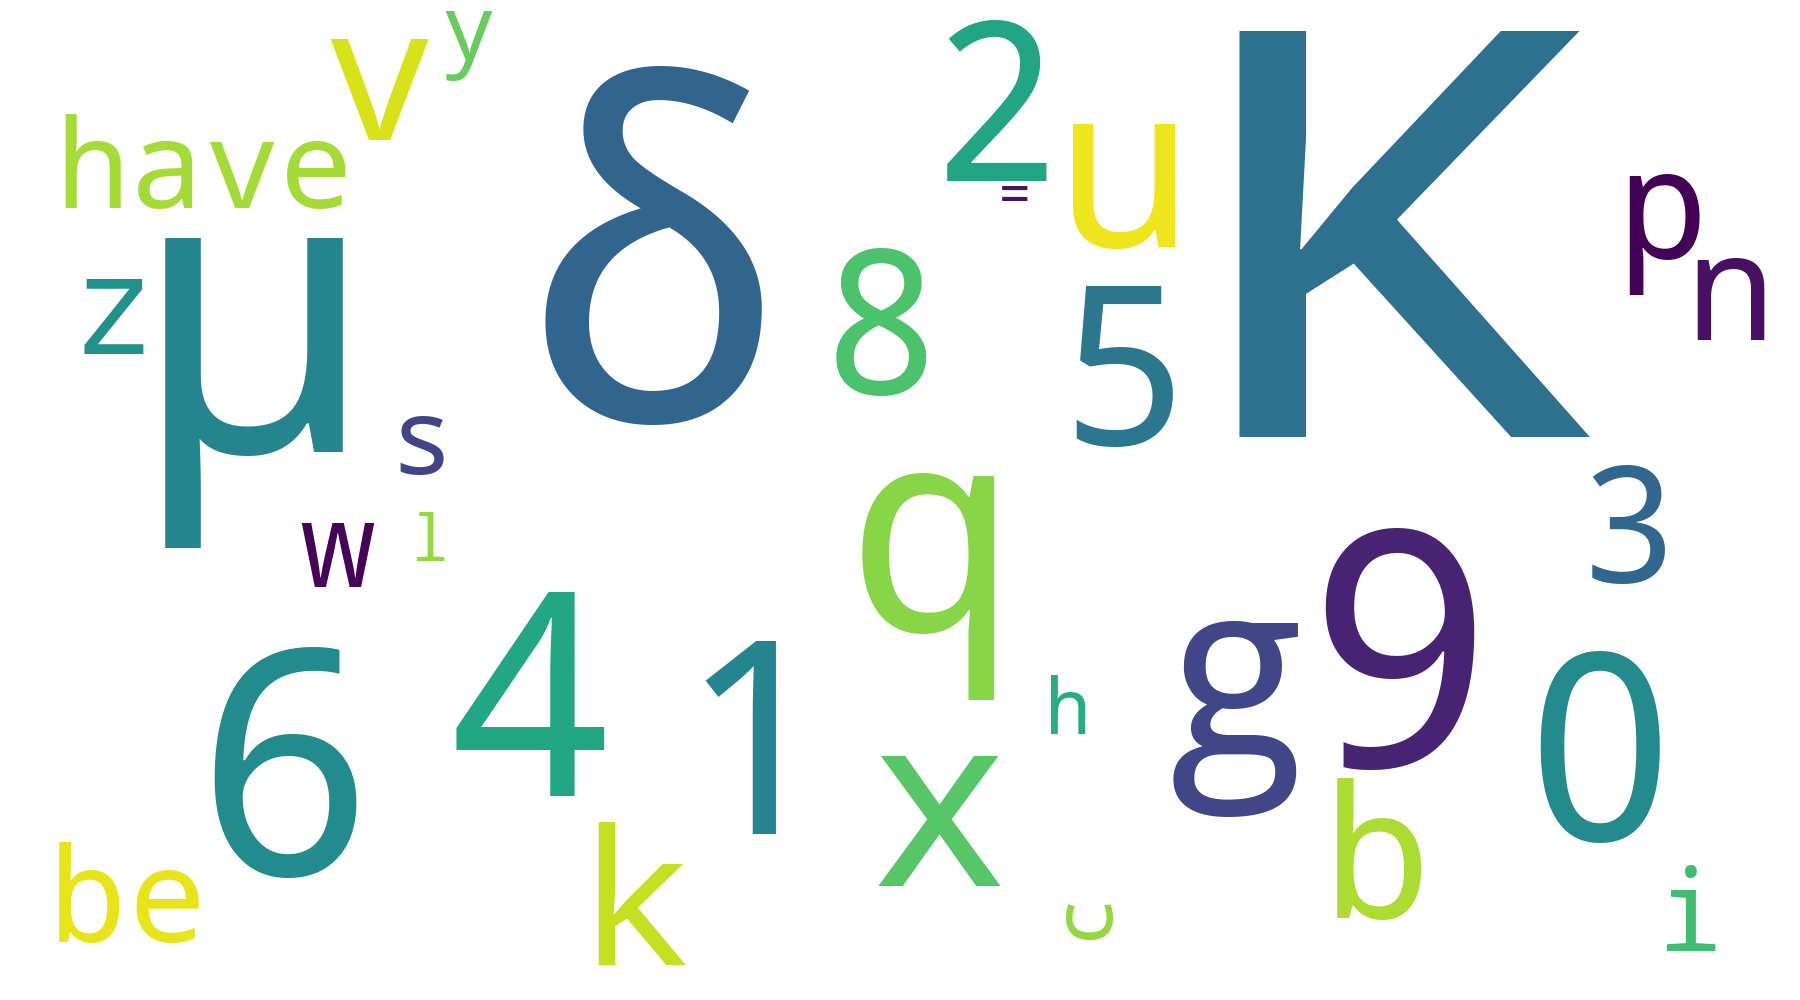 v y 2 K
have δ u p
z µ 8 = 5 n
s q 3
w l 9
6 4 1 g 0
x h
be k c b i